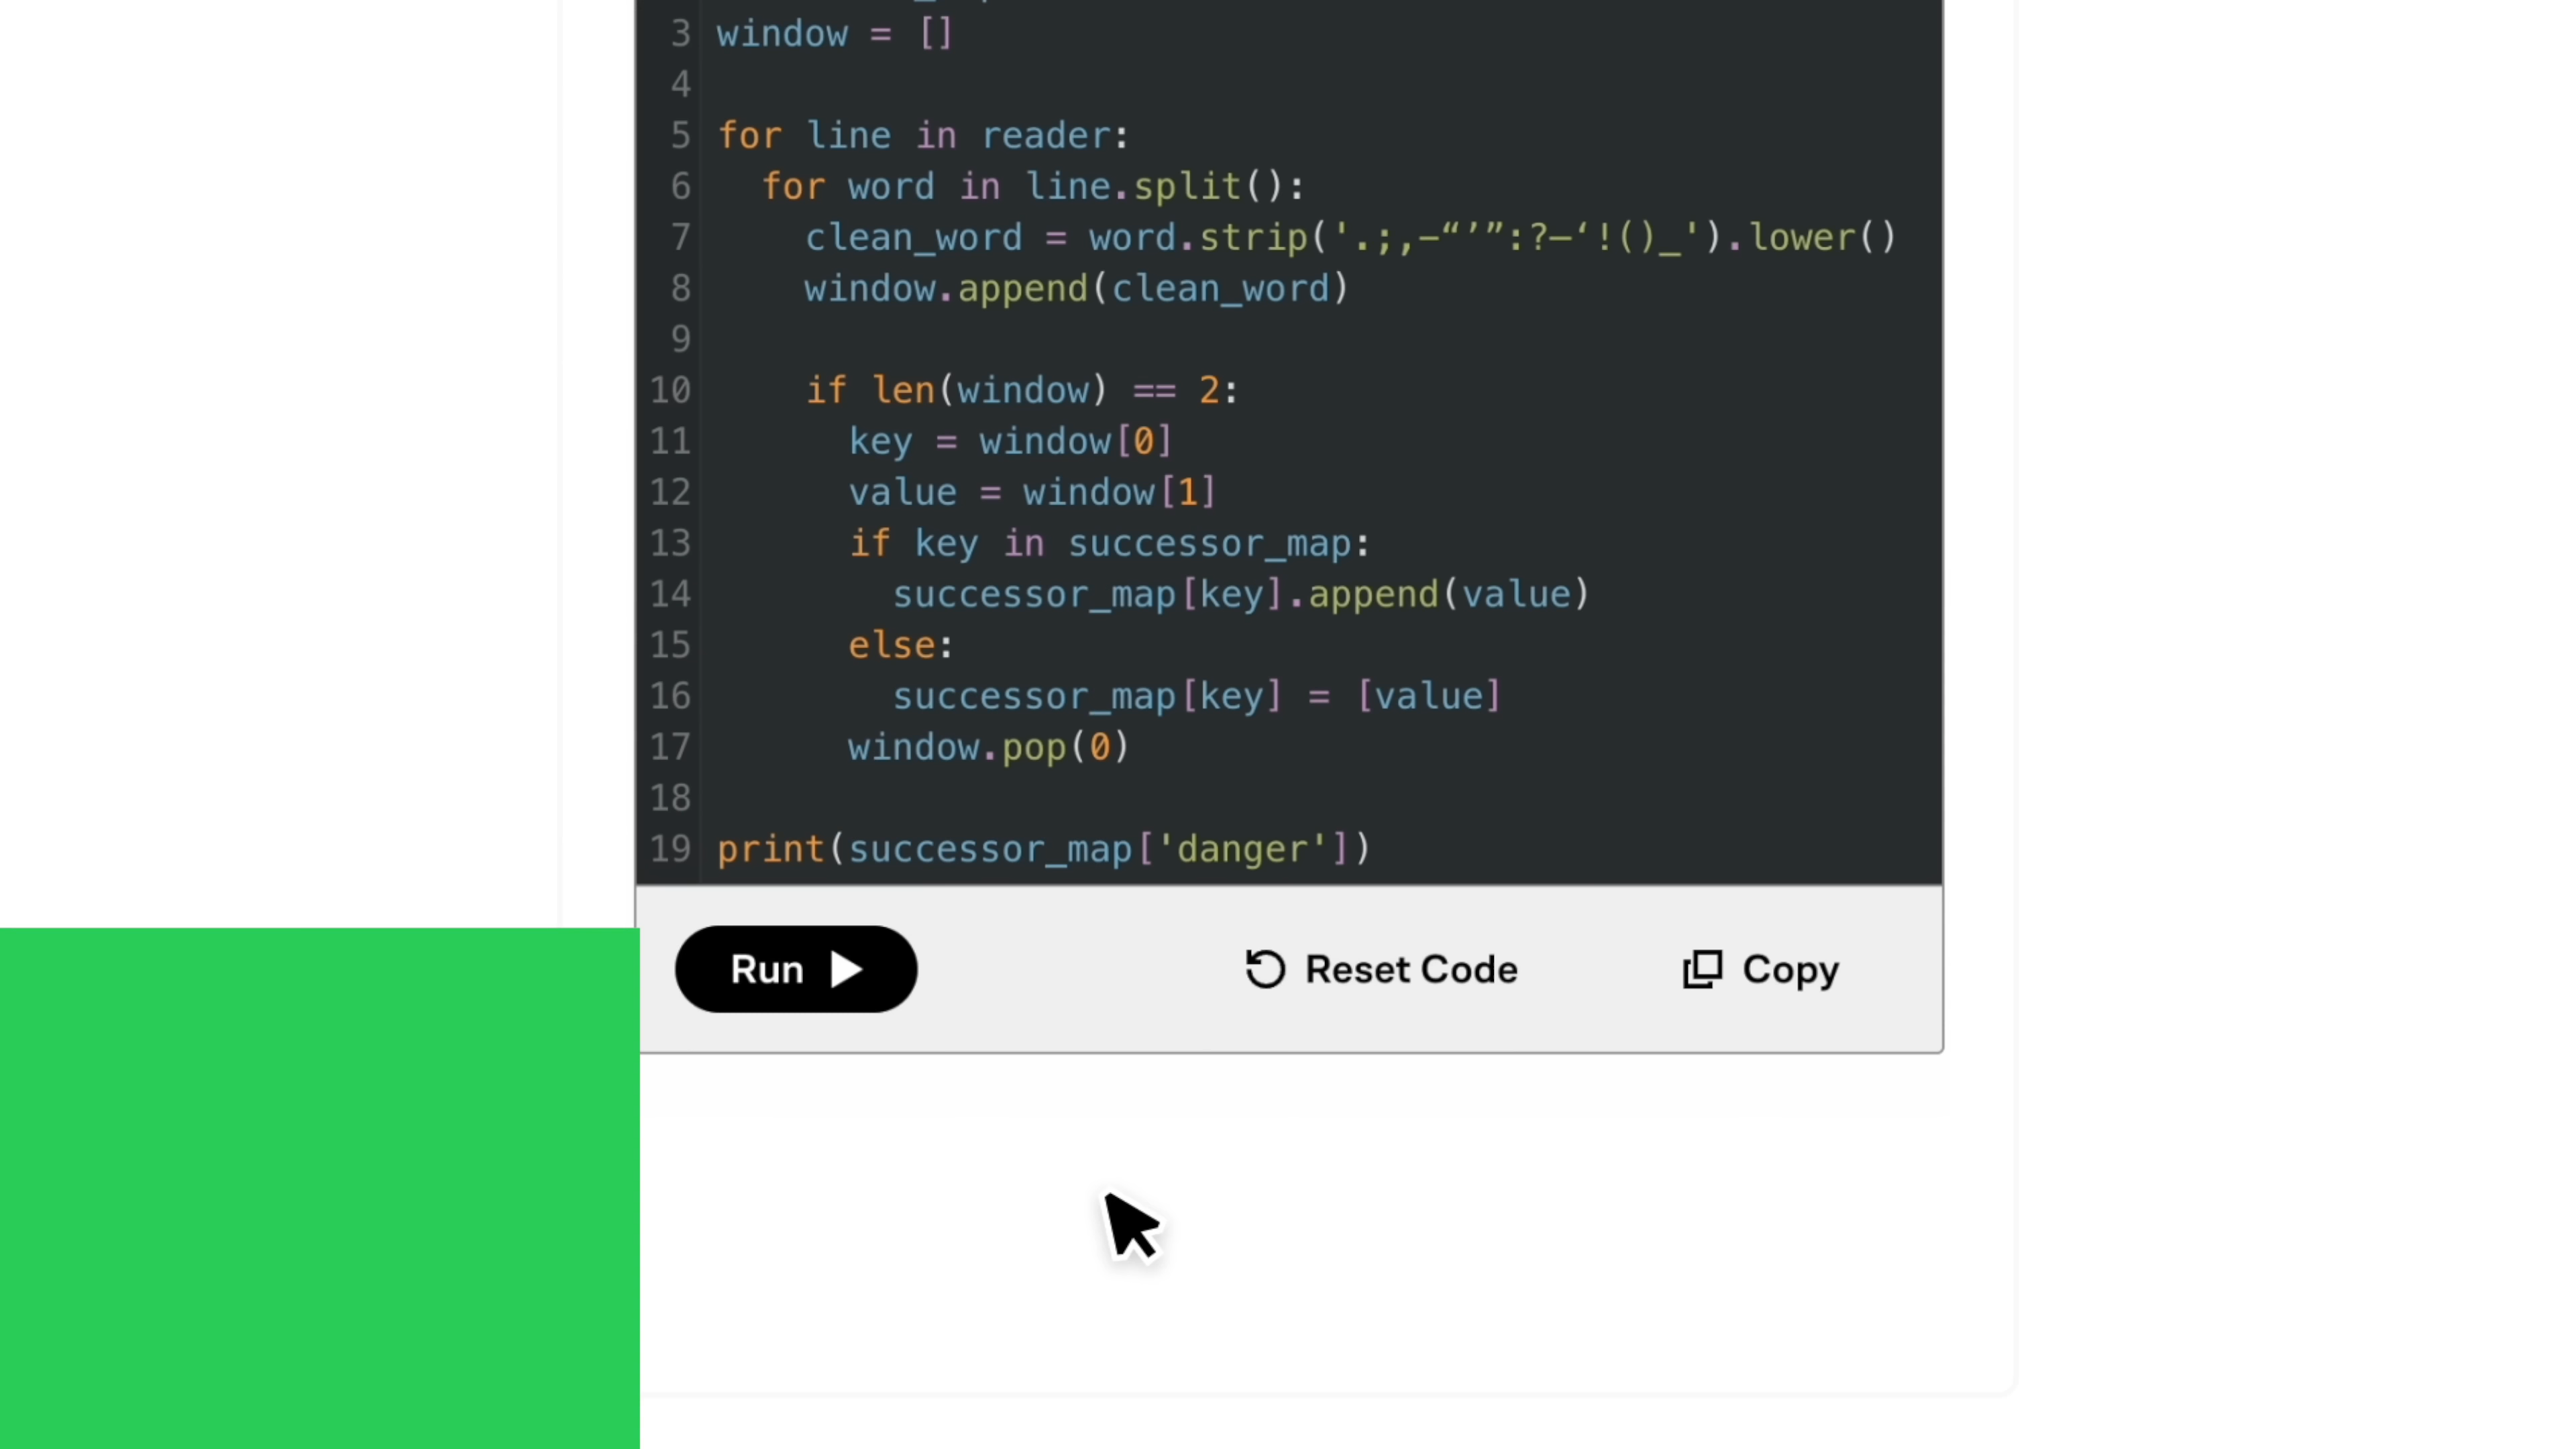 3 window = []
4
5 for line in reader:
6 for word in line.split():
7 clean_word = word.strip('.;,—“’”:?—‘!()_').lower()
8 window.append(clean_word)
9
10 if len(window) == 2:
11 key = window[0]
12 value = window[1]
13 if key in successor_map:
14 successor_map[key].append(value)
15 else:
16 successor_map[key] = [value]
17 window.pop(0)
18
19 print(successor_map['danger'])
Run Reset Code Copy